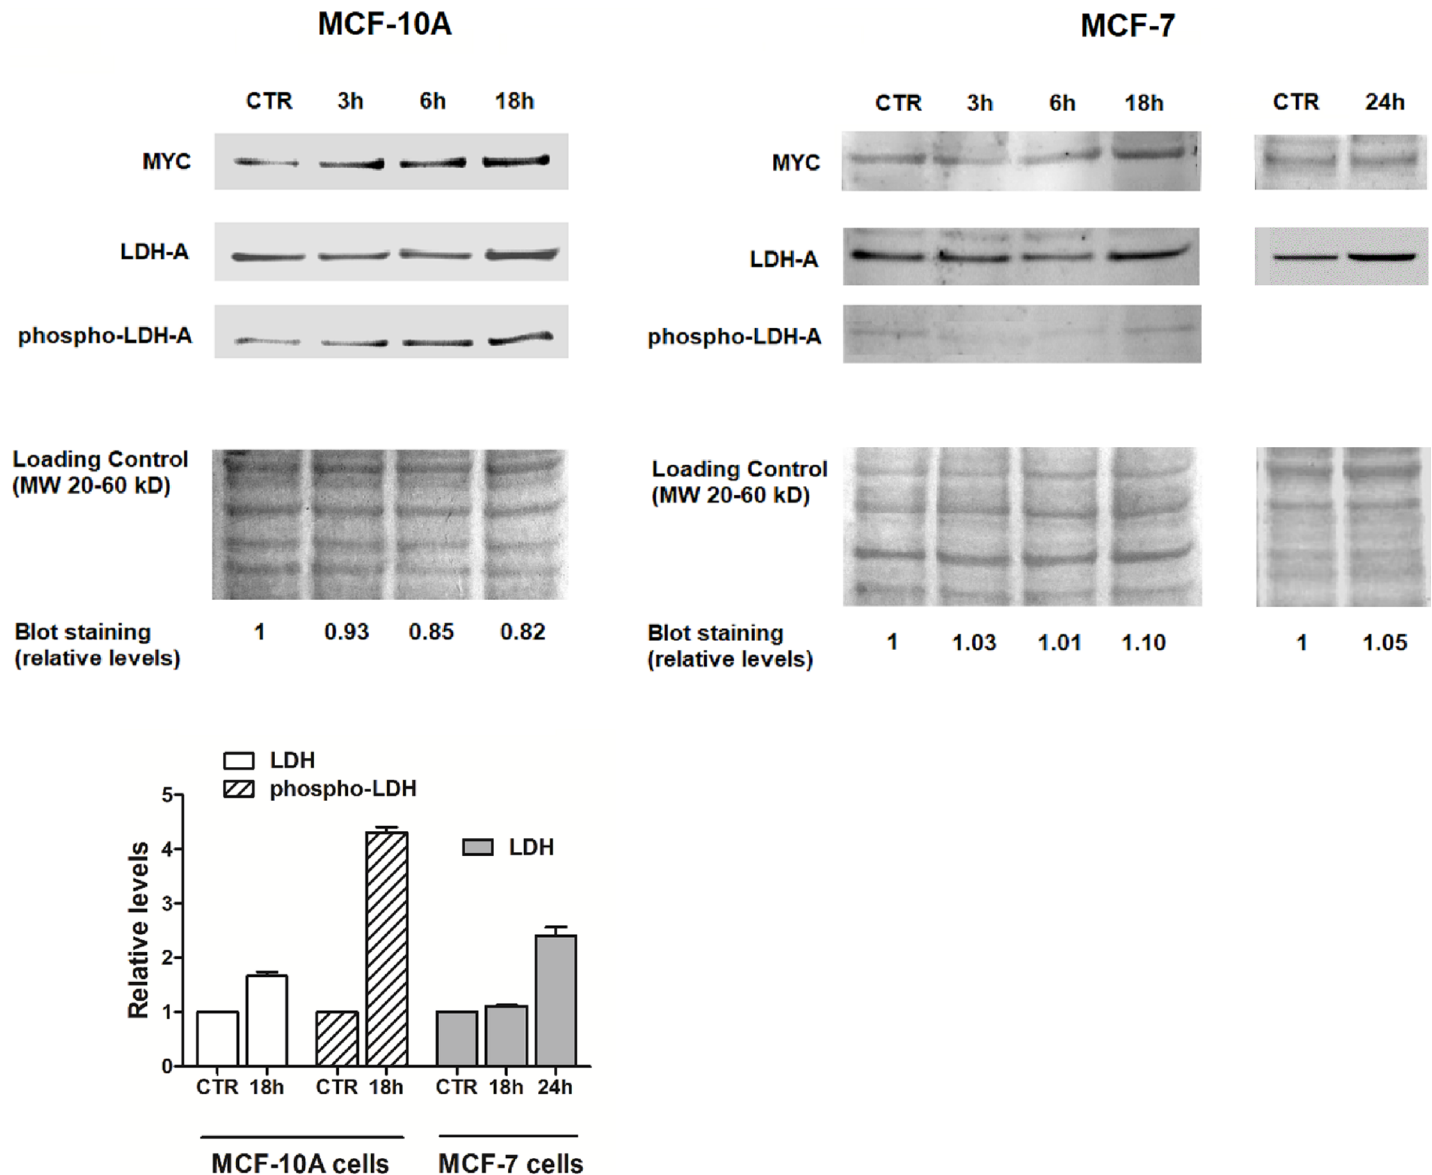 MCF-10A
CTR 3h 6h 18h
MYC
LDH-A
phospho-LDH-A
Loading Control
(MW 20-60 kD)
Blot staining
(relative levels)
1 0.93 0.85 0.82
MCF-7
CTR 3h 6h 18h CTR 24h
MYC
LDH-A
phospho-LDH-A
Loading Control
(MW 20-60 kD)
Blot staining
(relative levels)
1 1.03 1.01 1.10 1 1.05
LDH
phospho-LDH
LDH
Relative levels
5
4
3
2
1
0
CTR 18h CTR 18h CTR 18h 24h
MCF-10A cells MCF-7 cells